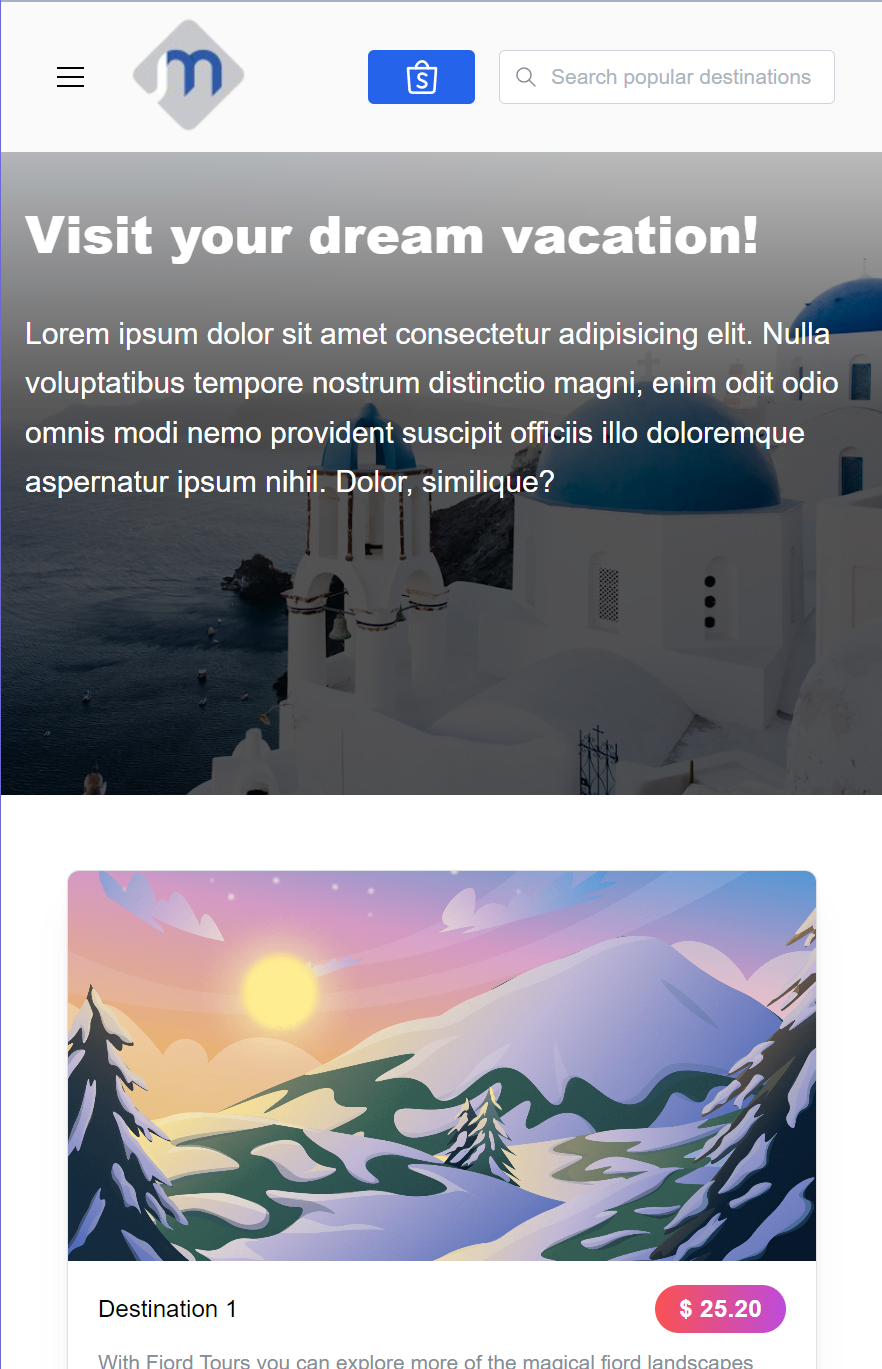 m
S
Search popular destinations
Visit your dream vacation!
Lorem ipsum dolor sit amet consectetur adipisicing elit. Nulla
voluptatibus tempore nostrum distinctio magni, enim odit odio
omnis modi nemo provident suscipit officiis illo doloremque
aspernatur ipsum nihil. Dolor, similique?
Destination 1
$ 25.20
With Fjord Tours you can explore more of the magical fjord landscapes